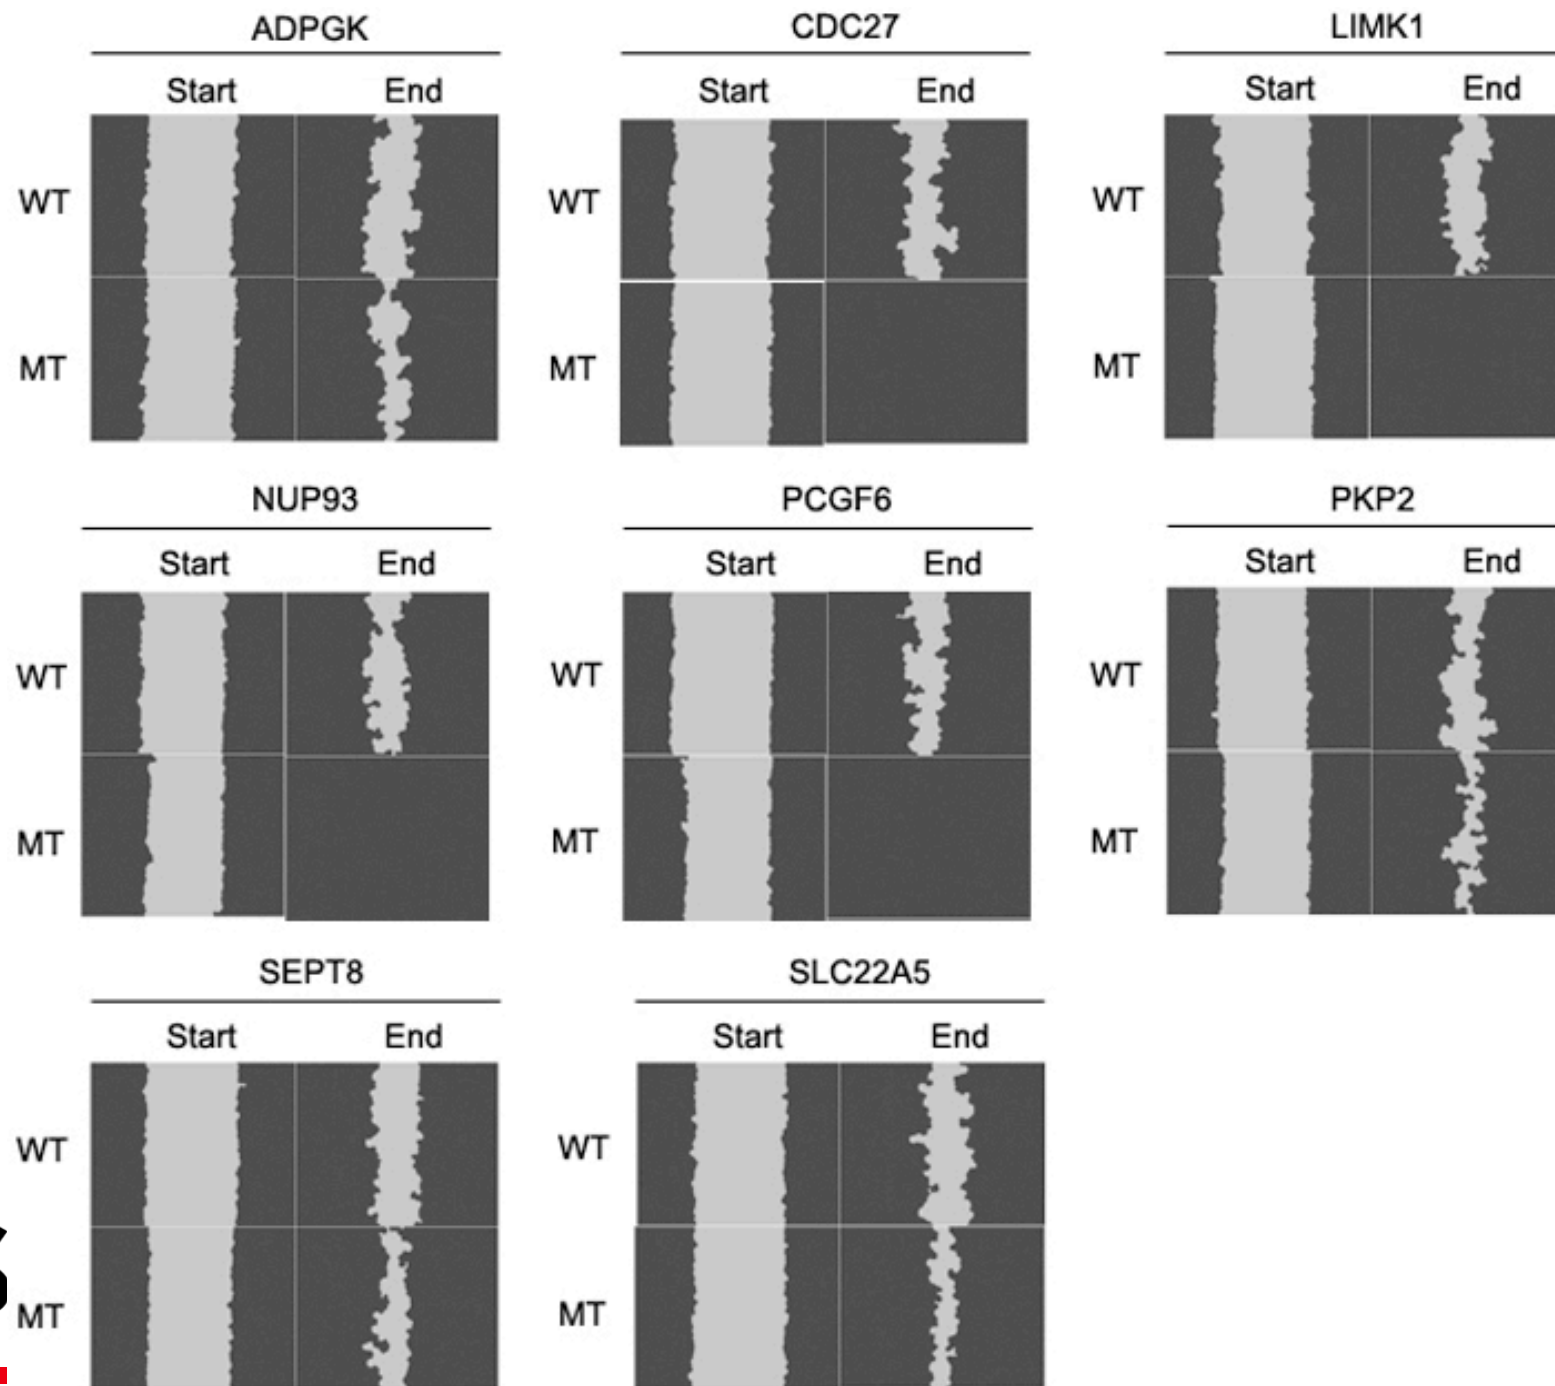 ADPGK CDC27 LIMK1
Start End Start End Start End
WT WT WT
MT MT MT
NUP93 PCGF6 PKP2
Start End Start End Start End
WT WT WT
MT MT MT
SEPT8 SLC22A5
Start End Start End
WT WT
MT MT